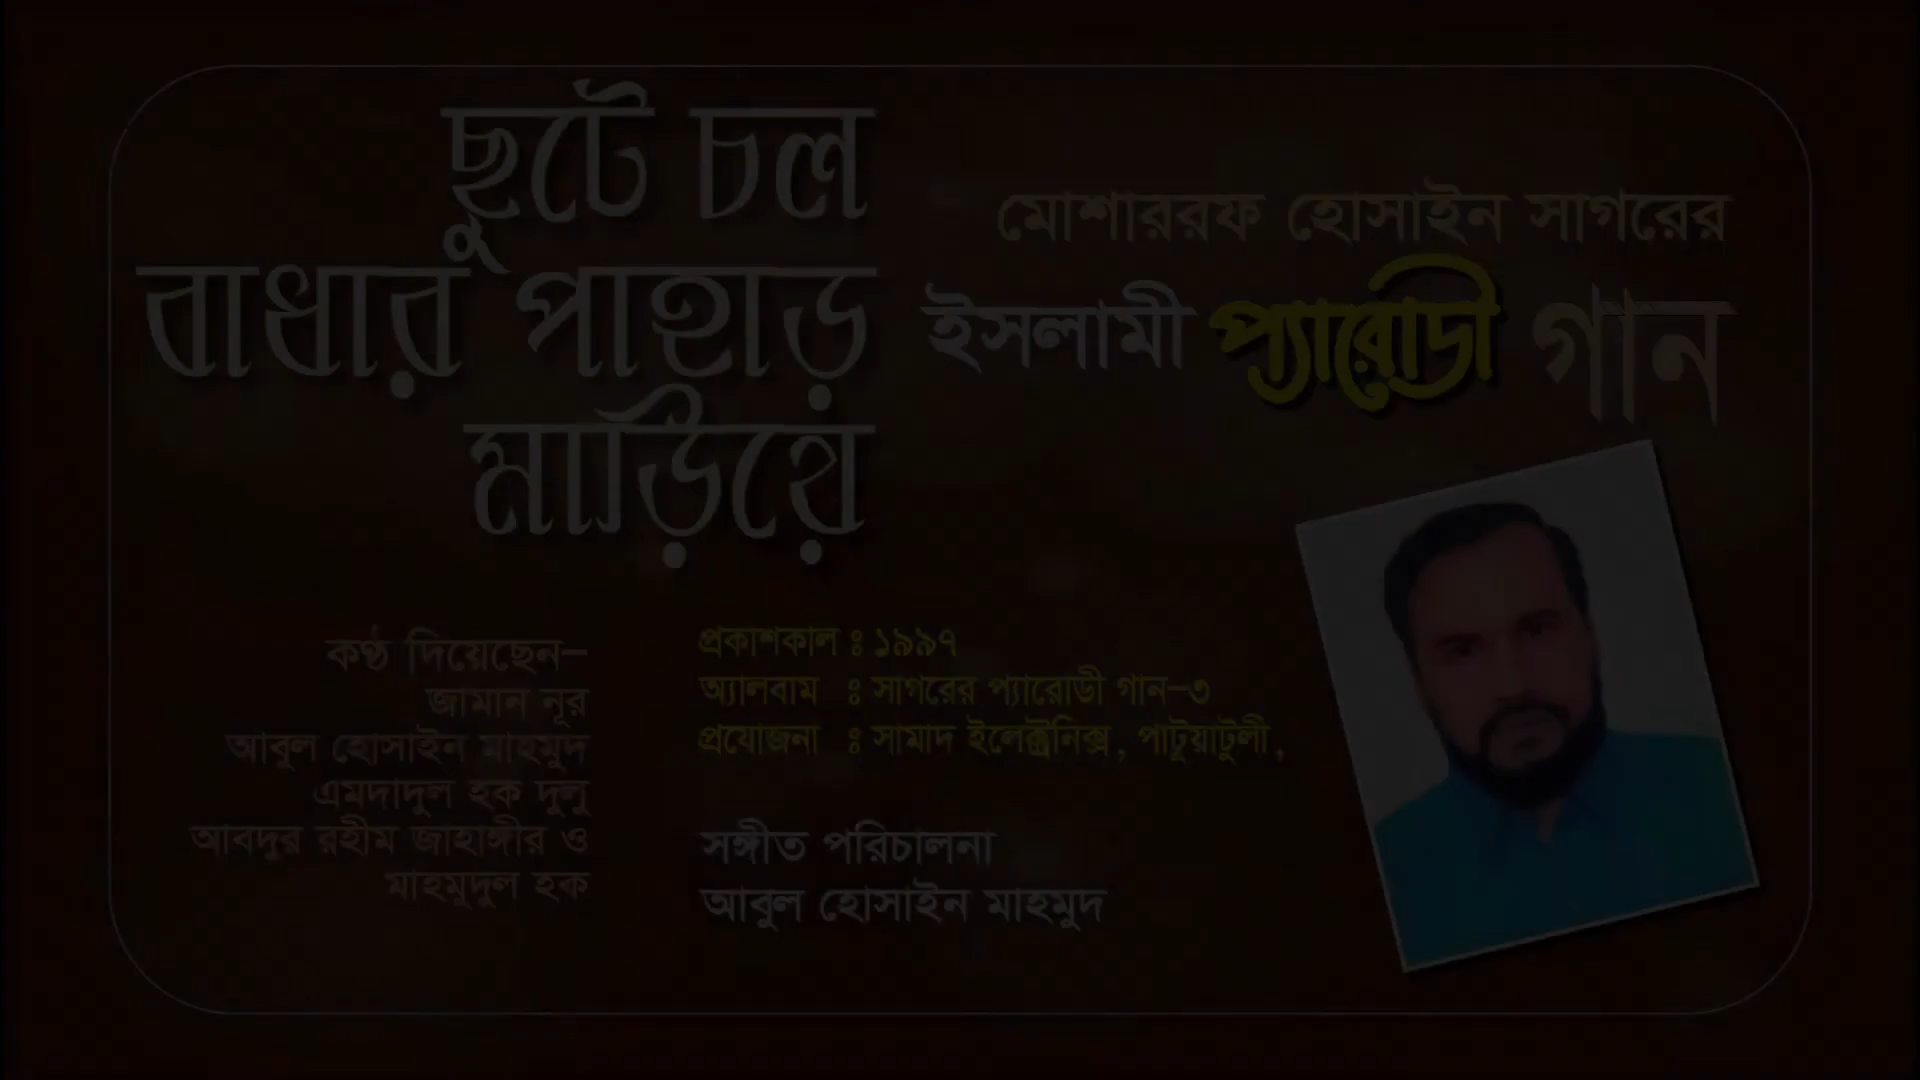 ছুটে চল
বাধার পাহাড়
মাড়িয়ে
মোশাররফ হোসাইন সাগরের
ইসলামী প্যারোডী গান
কণ্ঠ দিয়েছেন–
জামান নূর
আবুল হোসাইন মাহমুদ
এমদাদুল হক দুলু
আবদুর রহীম জাহাঙ্গীর ও
মাহমুদুল হক
প্রকাশকাল ঃ ১৯৯৭
অ্যালবাম ঃ সাগরের প্যারোডী গান–৩
প্রযোজনা ঃ সামাদ ইলেক্ট্রনিক্স, পাটুয়াটুলী,
সঙ্গীত পরিচালনা
আবুল হোসাইন মাহমুদ